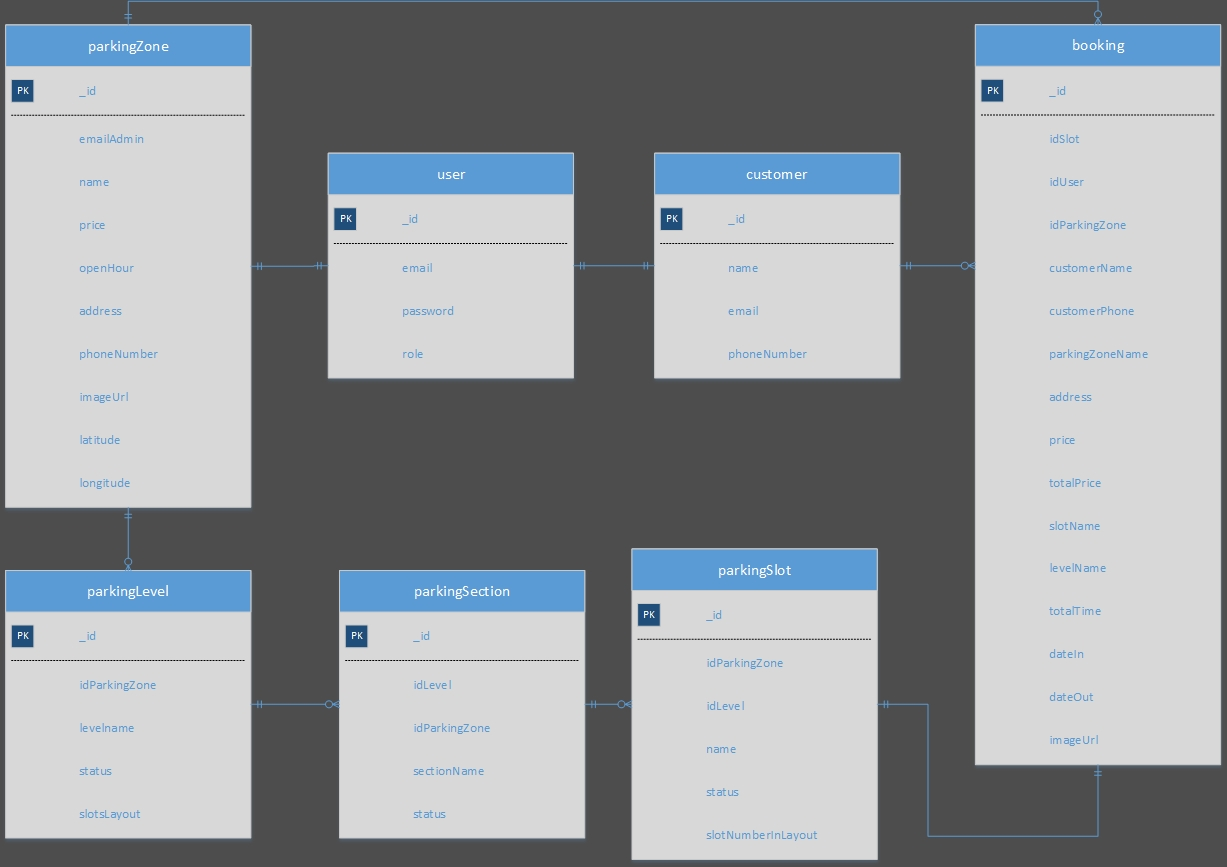 parkingZone
PK _id
emailAdmin
name
price
openHour
address
phoneNumber
imageUrl
latitude
longitude
user
PK _id
email
password
role
customer
PK _id
name
email
phoneNumber
booking
PK _id
idSlot
idUser
idParkingZone
customerName
customerPhone
parkingZoneName
address
price
totalPrice
slotName
levelName
totalTime
dateIn
dateOut
imageUrl
parkingLevel
PK _id
idParkingZone
levelname
status
slotsLayout
parkingSection
PK _id
idLevel
idParkingZone
sectionName
status
parkingSlot
PK _id
idParkingZone
idLevel
name
status
slotNumberInLayout